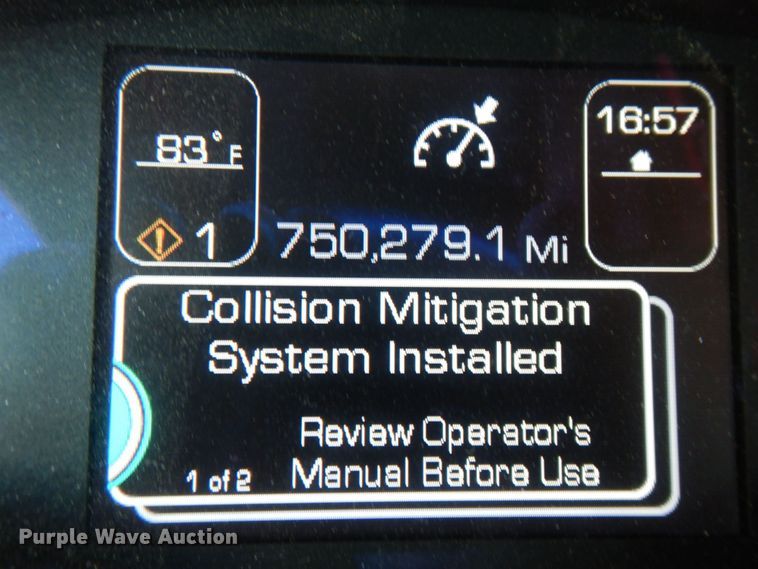 83°F
16:57
1
750,279.1 Mi
Collision Mitigation
System Installed
Review Operator's
1 of 2 Manual Before Use
Purple Wave Auction